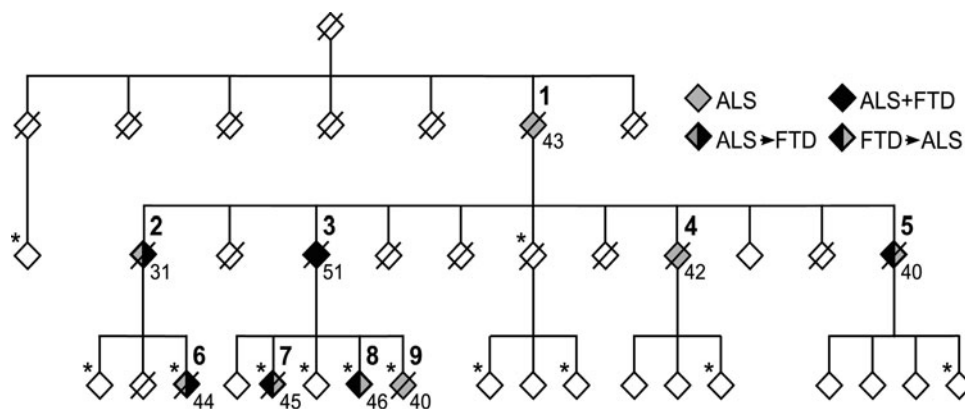 1
43
ALS
ALS+FTD
ALS➤FTD
FTD➤ALS
* 2 3 * 4 5
31 51 42 40
* * 6 * 7 * * 8 * 9 * * * *
44 45 46 40